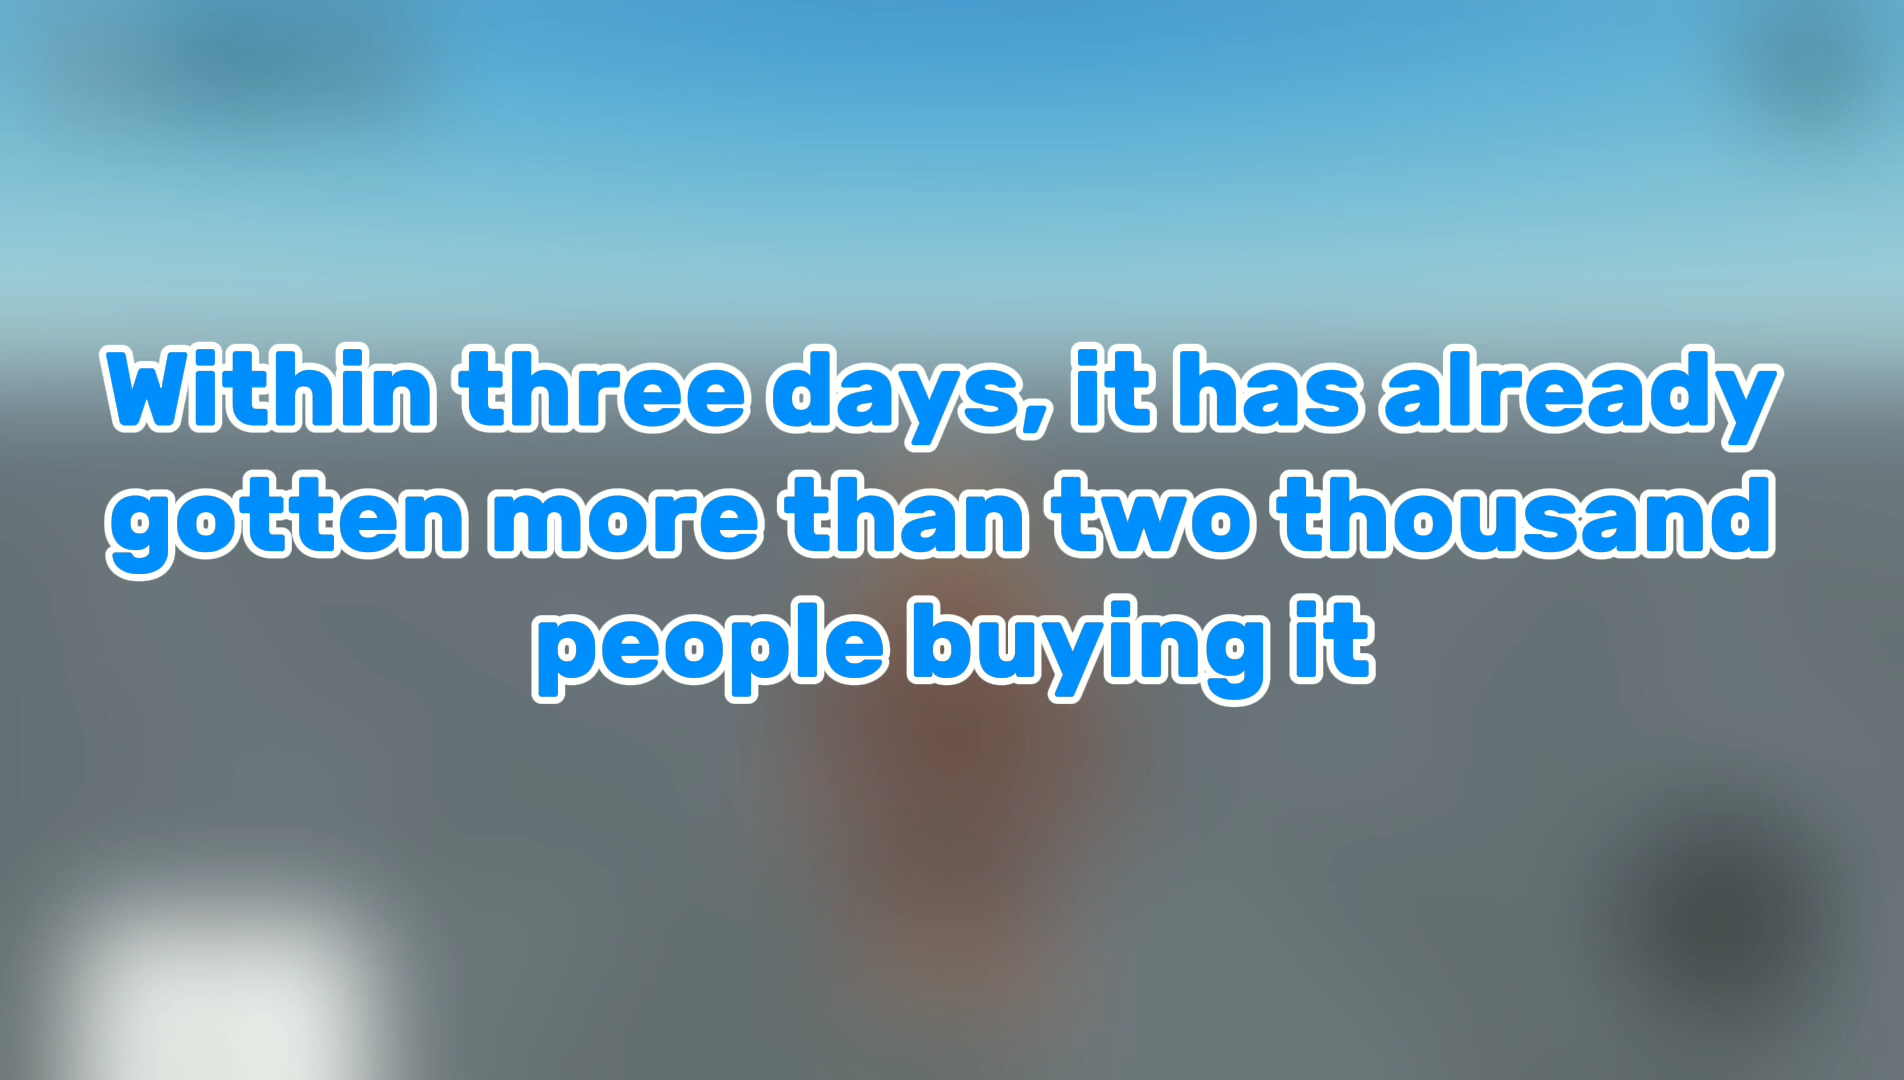 Within three days, it has already
gotten more than two thousand
people buying it